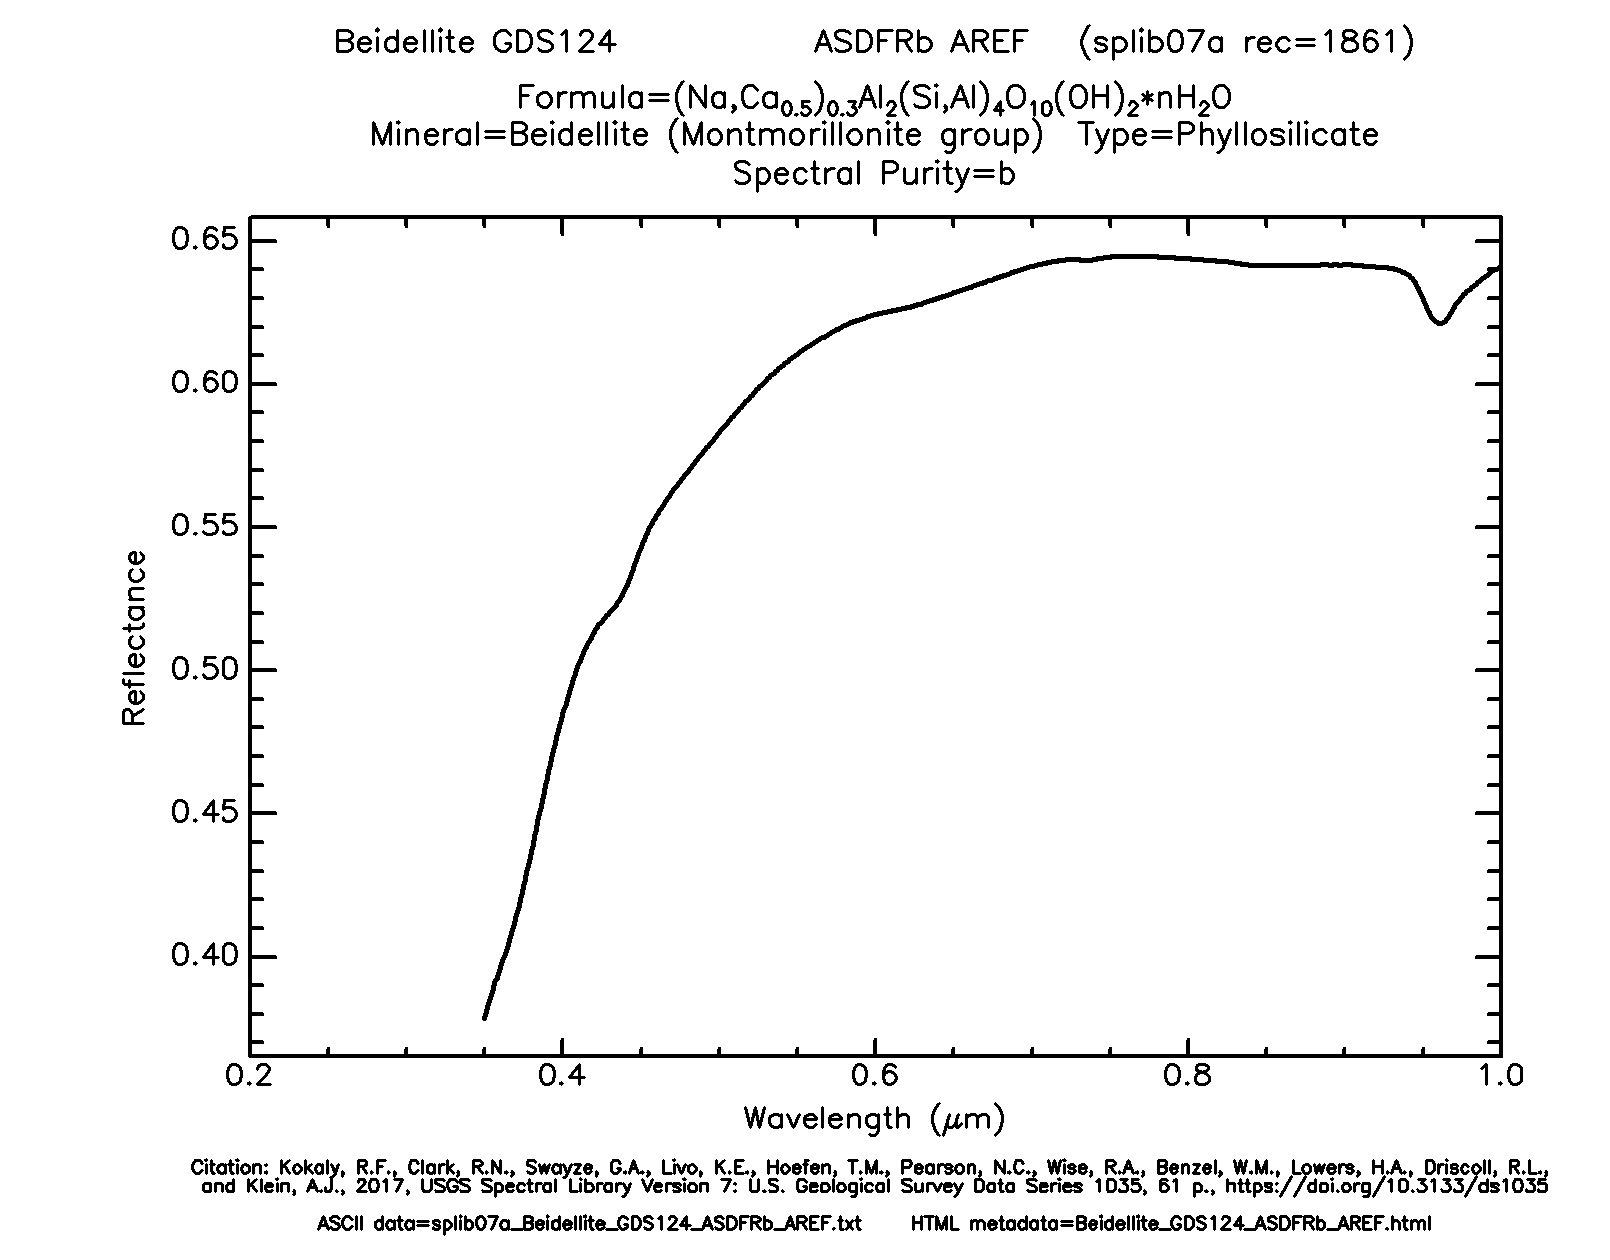 Beidellite GDS124 ASDFRb AREF (splib07a rec=1861)
Formula=(Na,Ca0.5)0.3Al2(Si,Al)4O10(OH)2*nH2O
Mineral=Beidellite (Montmorillonite group) Type=Phyllosilicate
Spectral Purity=b
0.65
0.60
0.55
0.50
0.45
0.40
Reflectance
0.2 0.4 0.6 0.8 1.0
Wavelength (μm)
Citation: Kokaly, R.F., Clark, R.N., Swayze, G.A., Livo, K.E., Hoefen, T.M., Pearson, N.C., Wise, R.A., Benzel, W.M., Lowers, H.A., Driscoll, R.L.,
and Klein, A.J., 2017, USGS Spectral Library Version 7: U.S. Geological Survey Data Series 1035, 61 p., https://doi.org/10.3133/ds1035
ASCII data=splib07a_Beidellite_GDS124_ASDFRb_AREF.txt HTML metadata=Beidellite_GDS124_ASDFRb_AREF.html